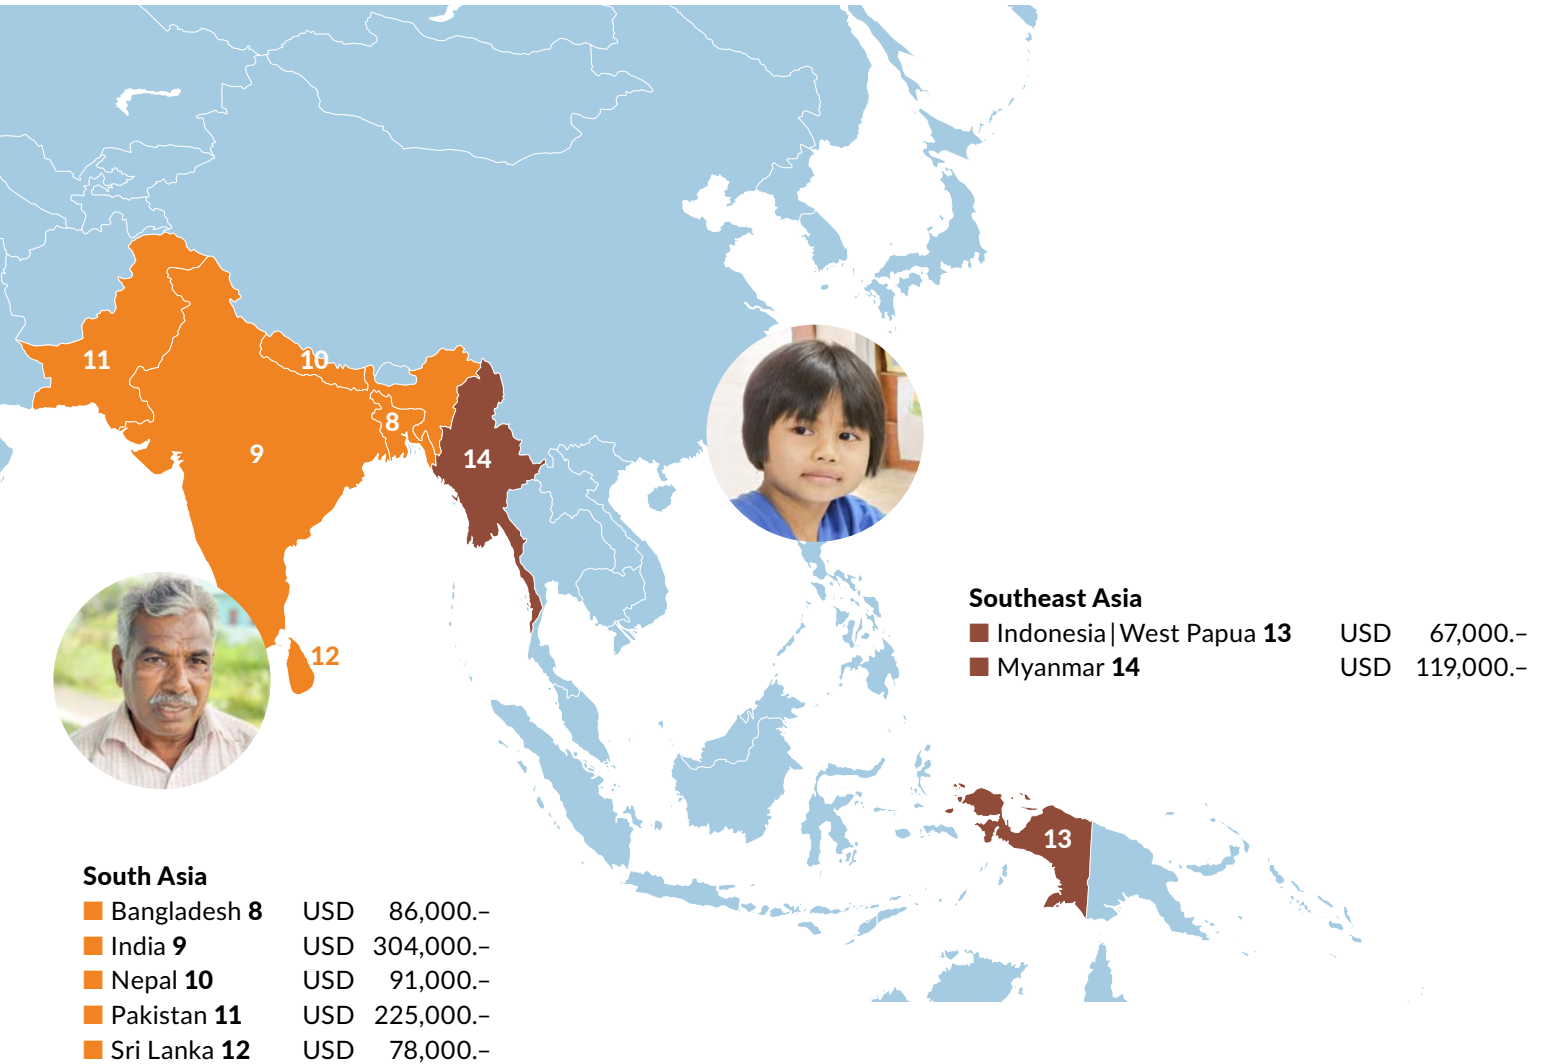 11
10
8
9
14
12
Southeast Asia
Indonesia|West Papua 13 USD 67,000.–
Myanmar 14 USD 119,000.–
13
South Asia
Bangladesh 8 USD 86,000.–
India 9 USD 304,000.–
Nepal 10 USD 91,000.–
Pakistan 11 USD 225,000.–
Sri Lanka 12 USD 78,000.–